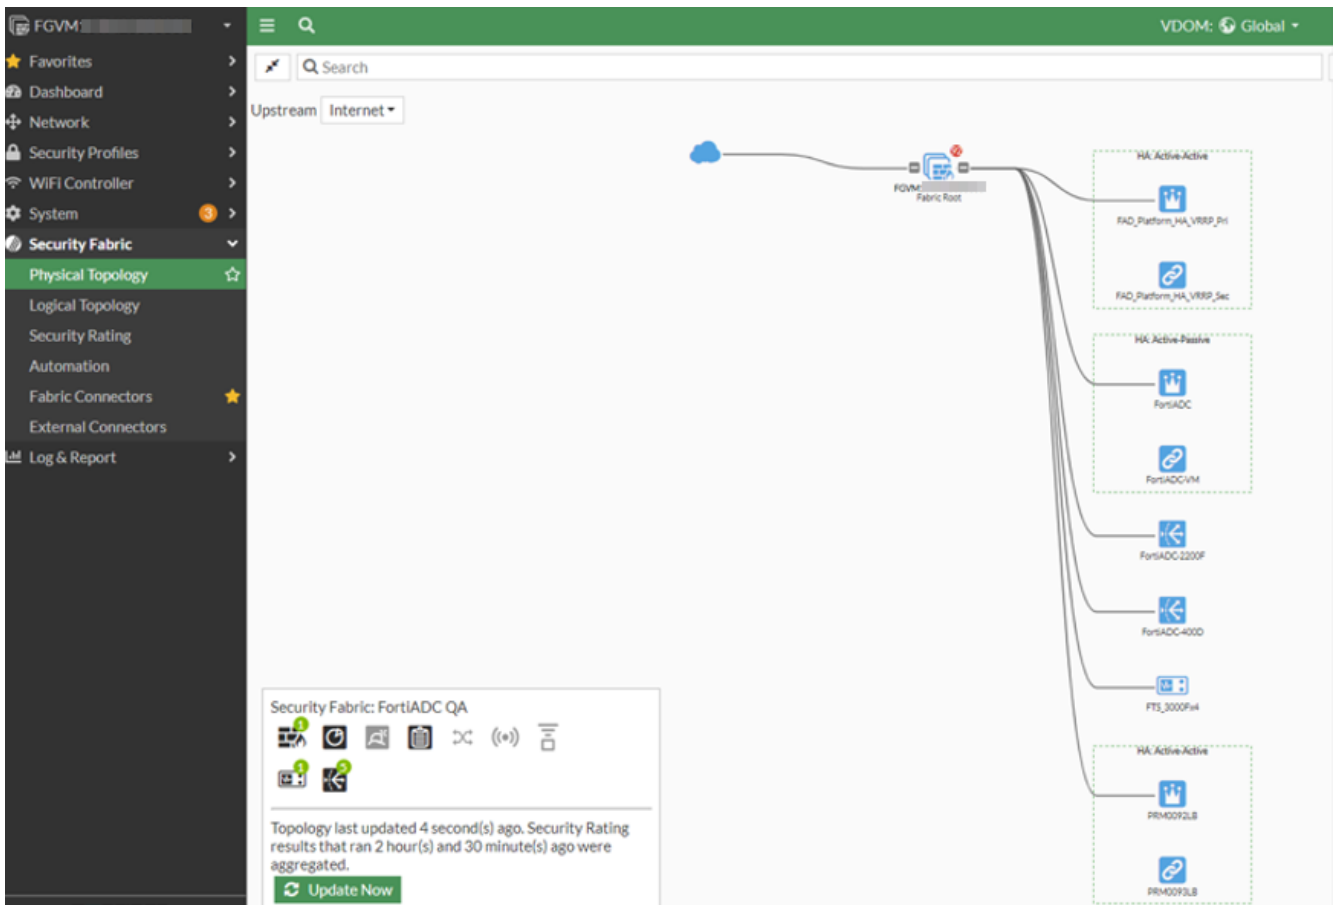 FGVM
VDOM: Global
Favorites
Dashboard
Network
Security Profiles
WiFi Controller
System 3
Security Fabric
Physical Topology
Logical Topology
Security Rating
Automation
Fabric Connectors
External Connectors
Log & Report
Search
Upstream Internet
FGVM:
Fabric Root
HA: Active-Active
FAD_Platform_HA_VRRP_Pri
FAD_Platform_HA_VRRP_Sec
HA: Active-Passive
FortiADC
FortiADC-VM
FortiADC-2200F
FortiADC-400D
FTS_3000Fx4
HA: Active-Active
PRM0092LB
PRM0093LB
Security Fabric: FortiADC QA
1
1 5
Topology last updated 4 second(s) ago. Security Rating
results that ran 2 hour(s) and 30 minute(s) ago were
aggregated.
Update Now